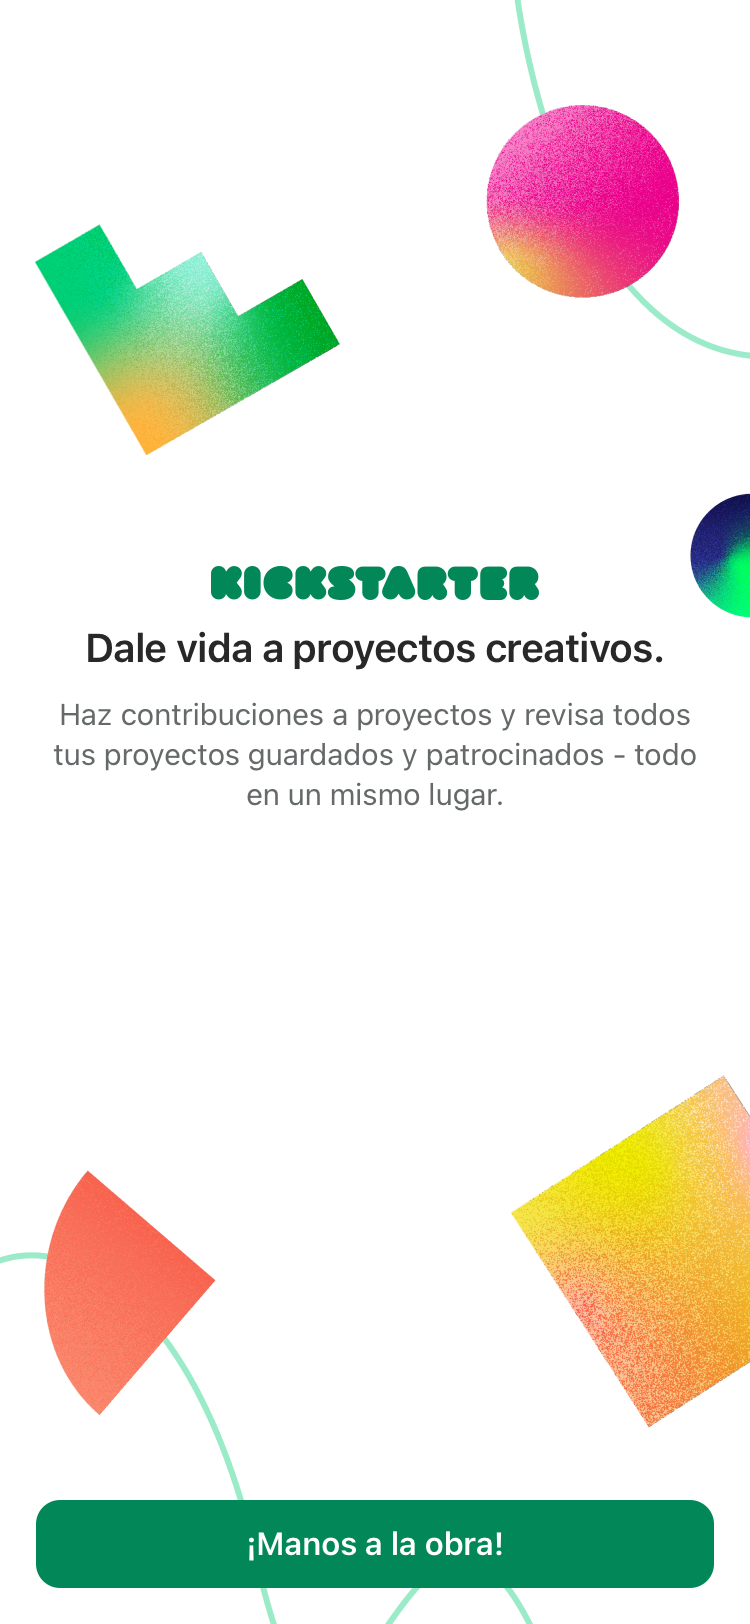 KICKSTARTER
Dale vida a proyectos creativos.
Haz contribuciones a proyectos y revisa todos
tus proyectos guardados y patrocinados - todo
en un mismo lugar.
¡Manos a la obra!